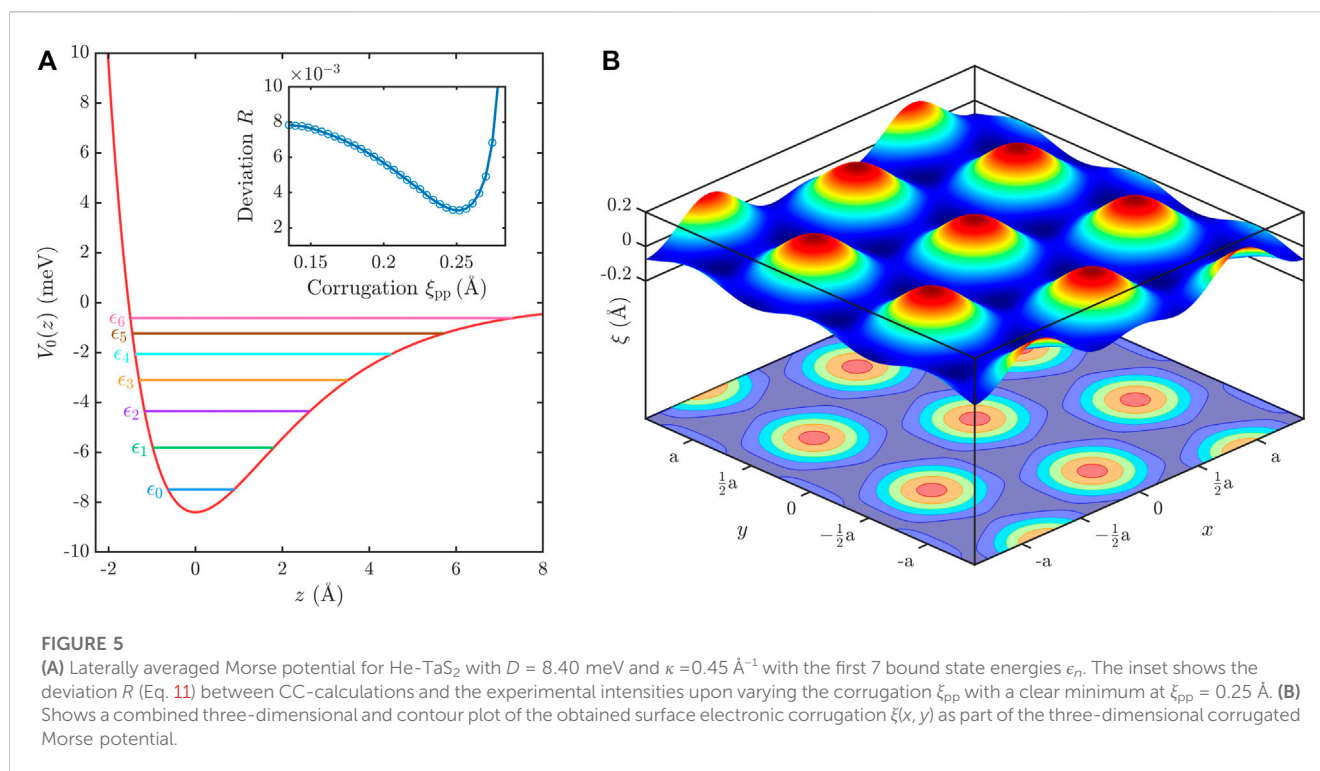 A
B
10
8
6
4
2
0
-2
-4
-6
-8
-10
V₀(z) (meV)
-2
0
2
4
6
8
z (Å)
ϵ₆
ϵ₅
ϵ₄
ϵ₃
ϵ₂
ϵ₁
ϵ₀
×10⁻³
10
8
6
4
2
Deviation R
0.15
0.2
0.25
Corrugation ξpp (Å)
0.2
0
-0.2
ξ (Å)
a
½a
0
−½a
-a
y
a
½a
0
−½a
-a
x
FIGURE 5
(A) Laterally averaged Morse potential for He-TaS₂ with D = 8.40 meV and κ =0.45 Å⁻¹ with the first 7 bound state energies ϵₙ. The inset shows the
deviation R (Eq. 11) between CC-calculations and the experimental intensities upon varying the corrugation ξpp with a clear minimum at ξpp = 0.25 Å. (B)
Shows a combined three-dimensional and contour plot of the obtained surface electronic corrugation ξ(x, y) as part of the three-dimensional corrugated
Morse potential.